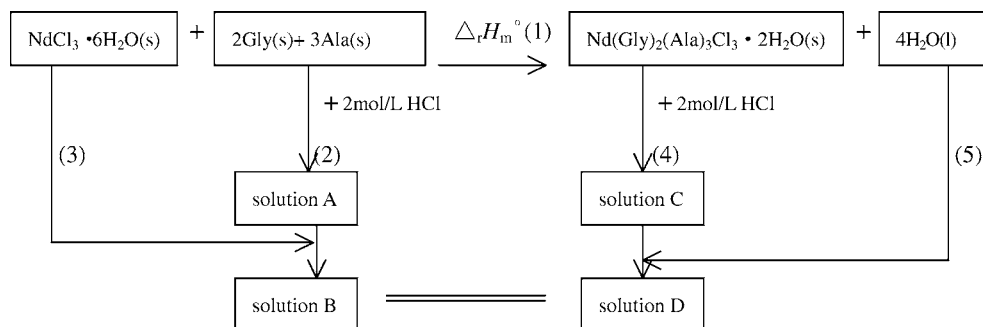 NdCl₃ •6H₂O(s) + 2Gly(s)+ 3Ala(s) △ᵣHₘ°(1) Nd(Gly)₂(Ala)₃Cl₃ • 2H₂O(s) + 4H₂O(l)
+ 2mol/L HCl + 2mol/L HCl
(3) (2) (4) (5)
solution A solution C
solution B solution D